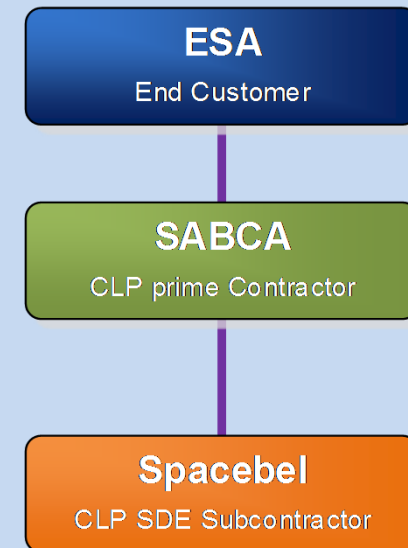 ESA
End Customer
SABCA
CLP prime Contractor
Spacebel
CLP SDE Subcontractor